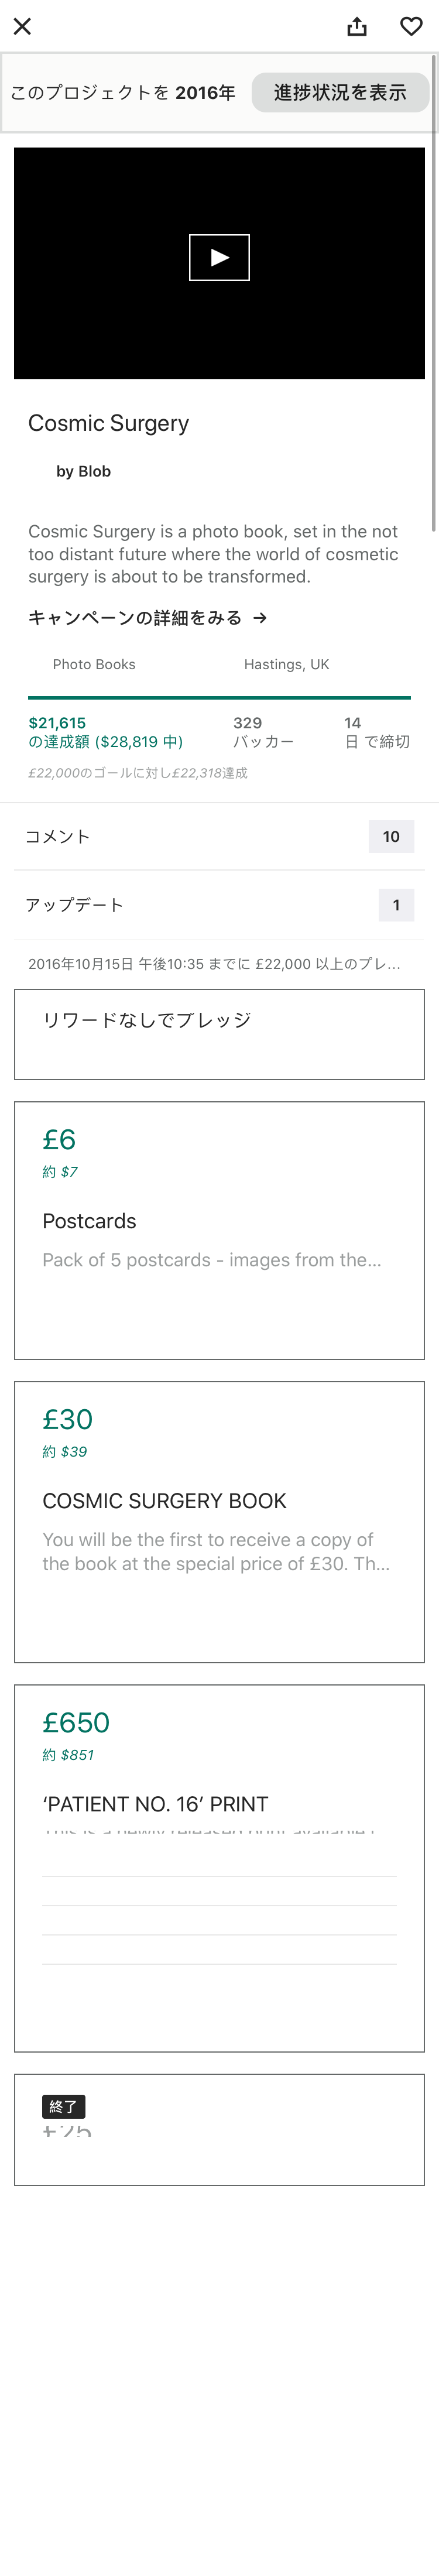 このプロジェクトを 2016年
進捗状況を表示
Cosmic Surgery
by Blob
Cosmic Surgery is a photo book, set in the not
too distant future where the world of cosmetic
surgery is about to be transformed.
キャンペーンの詳細をみる →
Photo Books
Hastings, UK
$21,615
の達成額 ($28,819 中)
329
バッカー
14
日 で締切
£22,000のゴールに対し£22,318達成
コメント
10
アップデート
1
2016年10月15日 午後10:35 までに £22,000 以上のプレ…
リワードなしでプレッジ
£6
約 $7
Postcards
Pack of 5 postcards - images from the…
£30
約 $39
COSMIC SURGERY BOOK
You will be the first to receive a copy of
the book at the special price of £30. Th…
£650
約 $851
‘PATIENT NO. 16’ PRINT
終了
£25